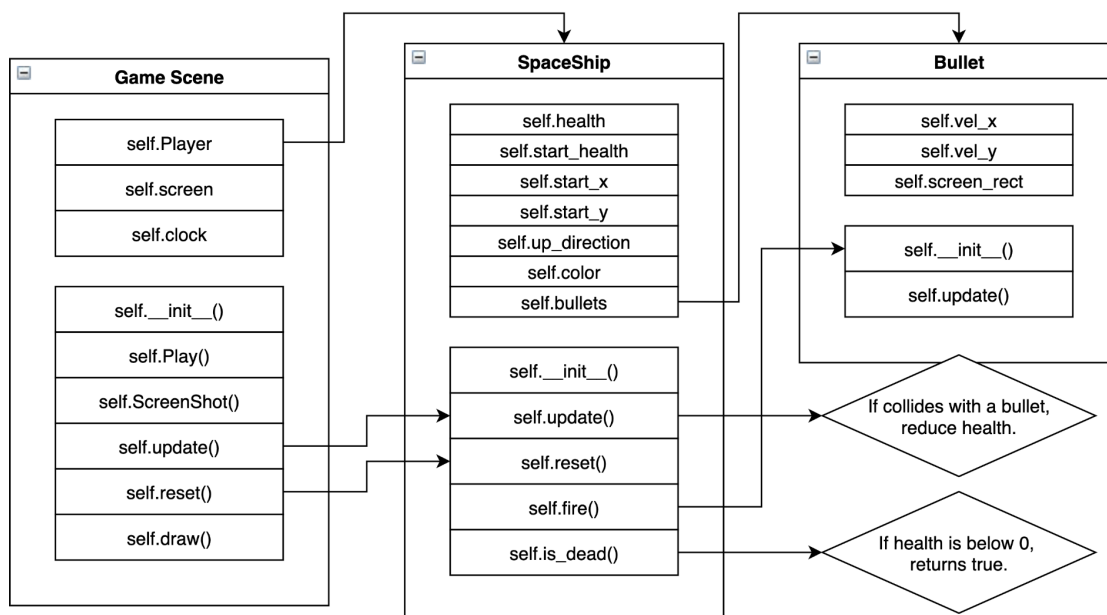 Game Scene
self.Player
self.screen
self.clock
self.__init__()
self.Play()
self.ScreenShot()
self.update()
self.reset()
self.draw()
SpaceShip
self.health
self.start_health
self.start_x
self.start_y
self.up_direction
self.color
self.bullets
self.__init__()
self.update()
self.reset()
self.fire()
self.is_dead()
Bullet
self.vel_x
self.vel_y
self.screen_rect
self.__init__()
self.update()
If collides with a bullet,
reduce health.
If health is below 0,
returns true.